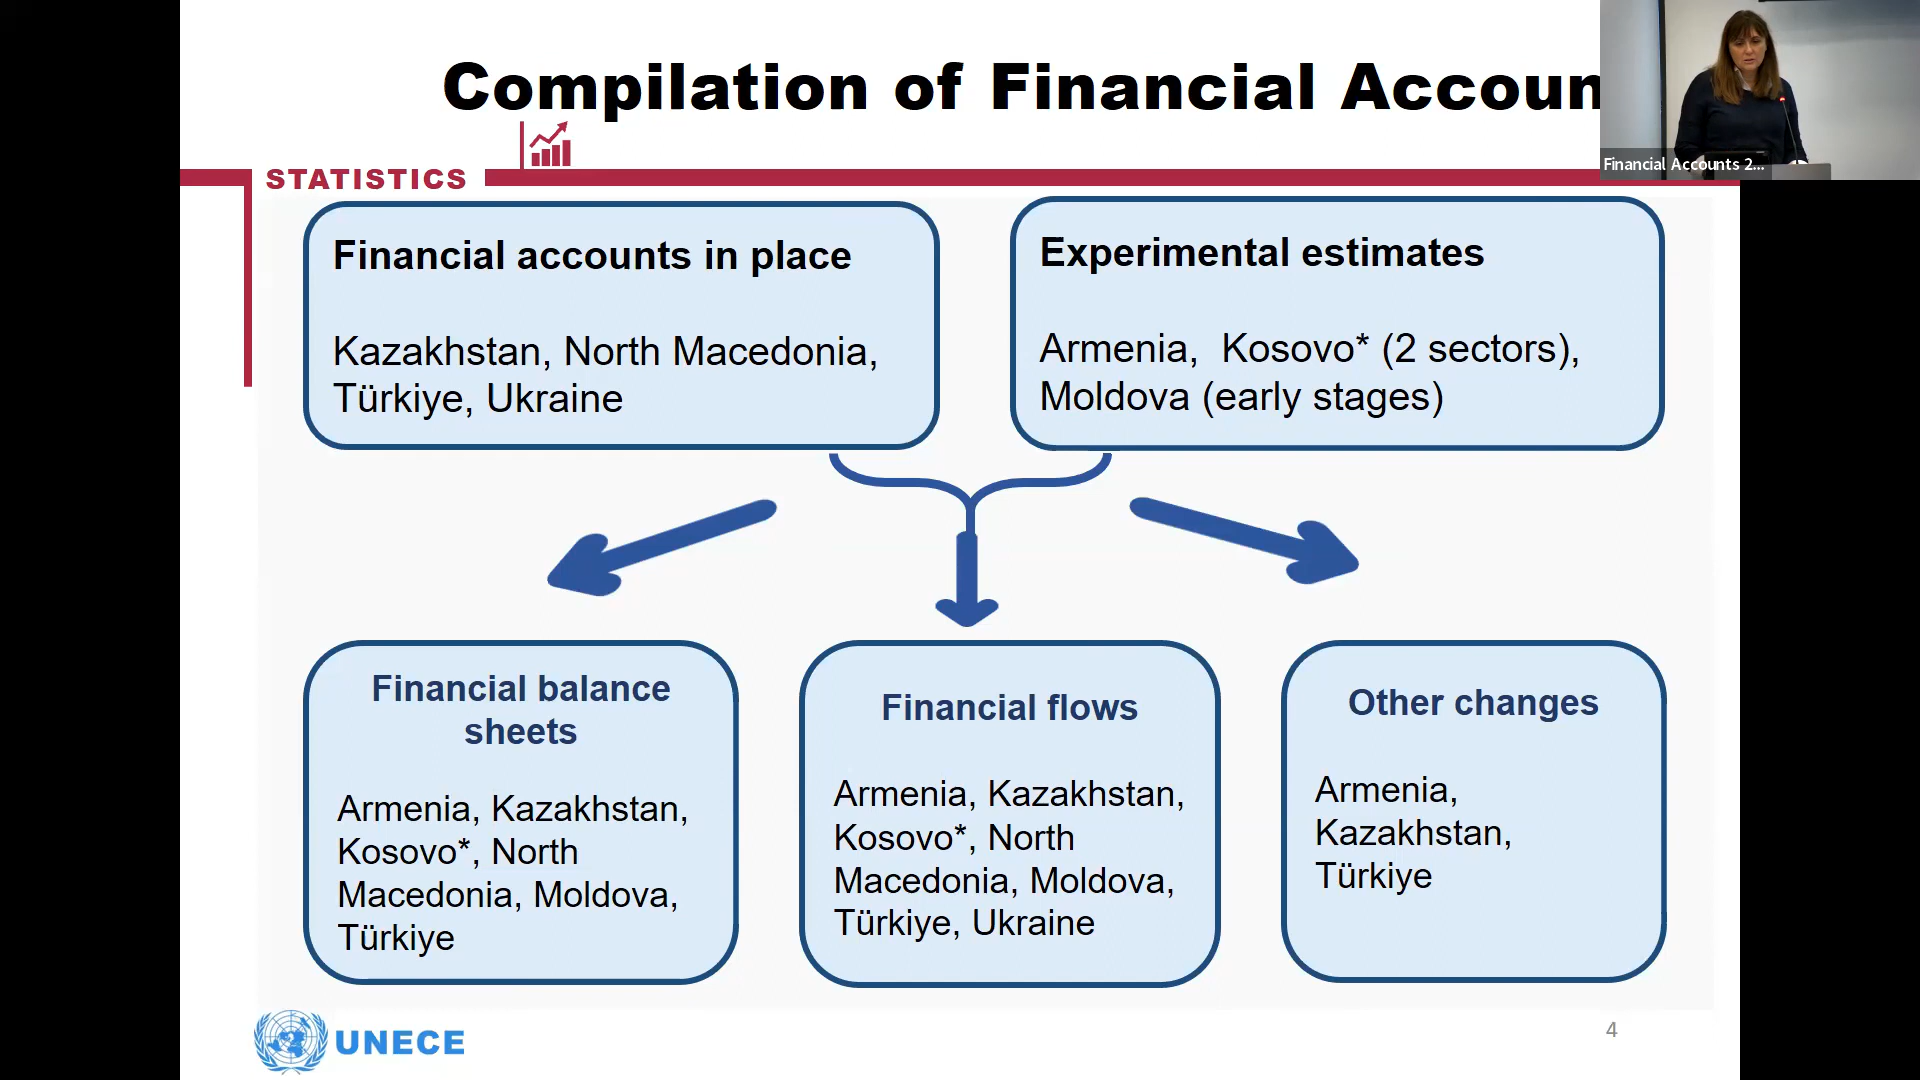 Compilation of Financial Accoun
Financial Accounts 2...
STATISTICS
Financial accounts in place
Kazakhstan, North Macedonia,
Türkiye, Ukraine
Experimental estimates
Armenia,  Kosovo* (2 sectors),
Moldova (early stages)
Financial balance
sheets
Armenia, Kazakhstan,
Kosovo*, North
Macedonia, Moldova,
Türkiye
Financial flows
Armenia, Kazakhstan,
Kosovo*, North
Macedonia, Moldova,
Türkiye, Ukraine
Other changes
Armenia,
Kazakhstan,
Türkiye
UNECE
4